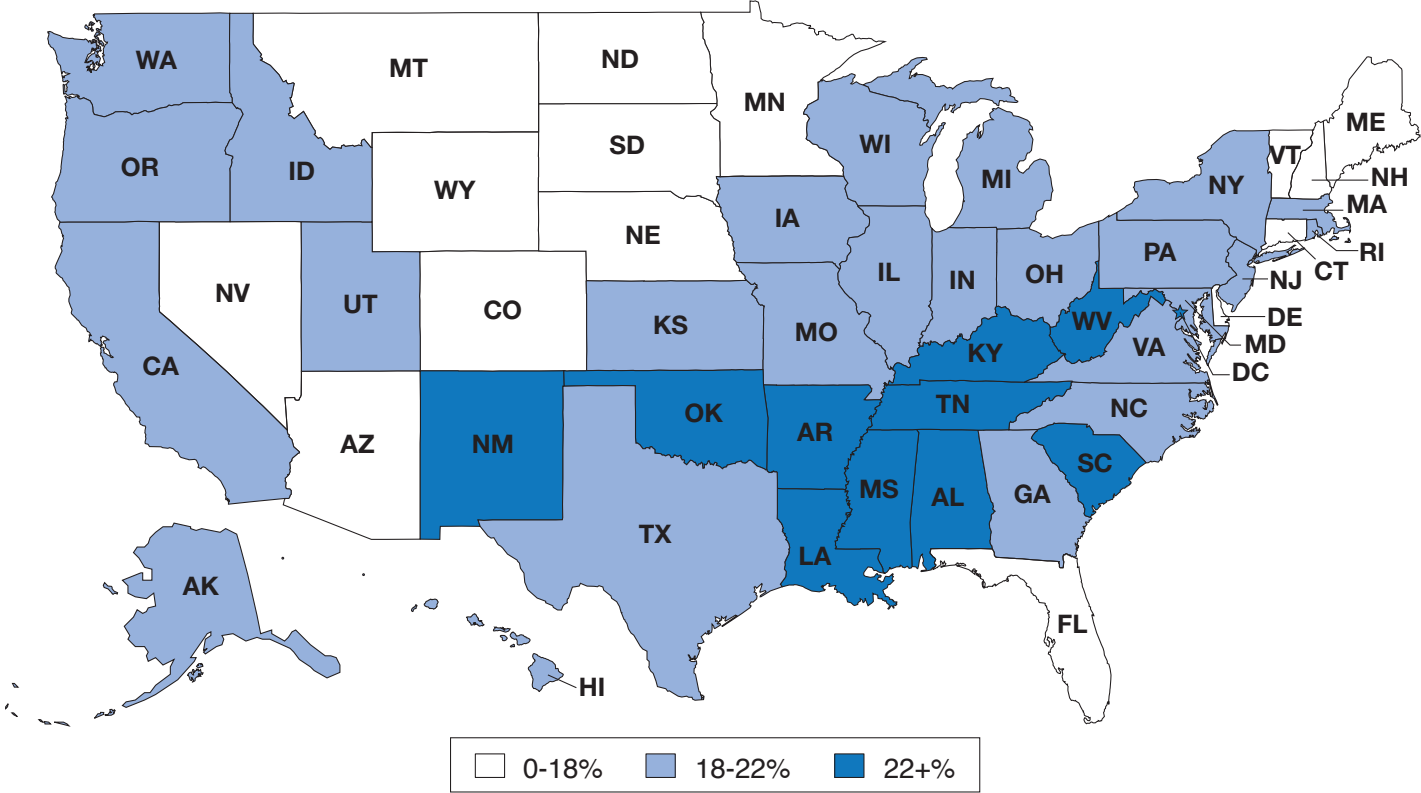 WA
MT
ND
MN
ME
VT
NH
OR
ID
SD
WI
MI
NY
MA
WY
IA
NE
PA
RI
CT
NV
UT
CO
IL
IN
OH
NJ
DE
KS
MO
WV
VA
MD
DC
CA
KY
AZ
NM
OK
AR
TN
NC
SC
MS
AL
GA
TX
LA
AK
FL
HI
0-18%
18-22%
22+%